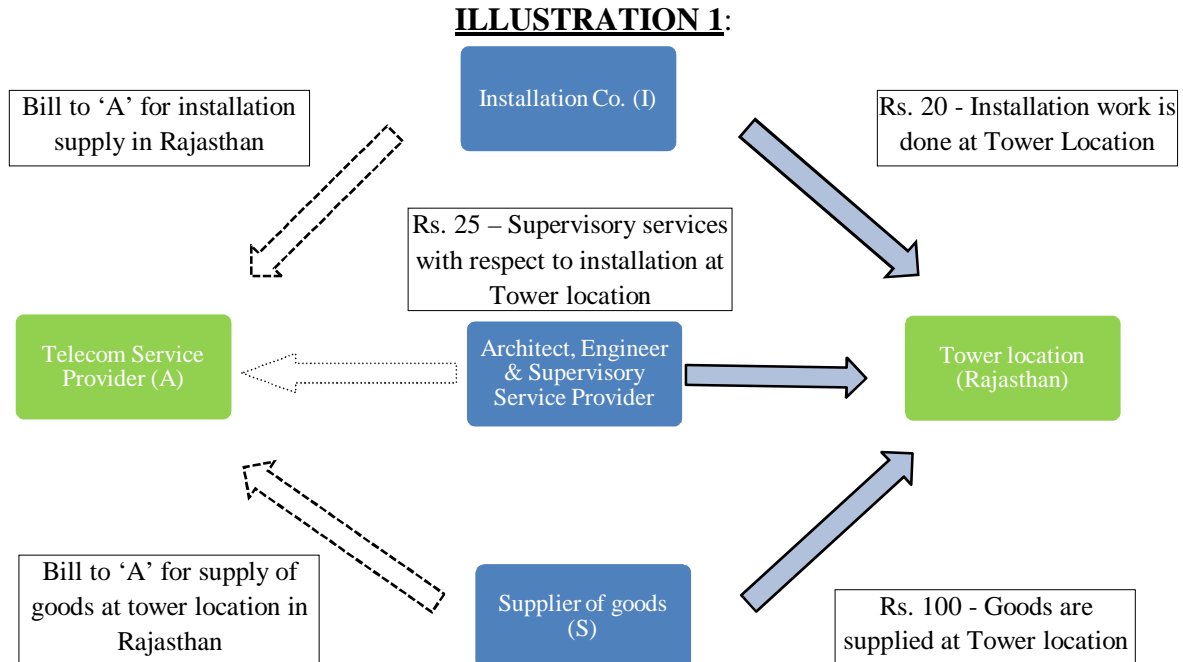 ILLUSTRATION 1:
Installation Co. (I)
Bill to ‘A’ for installation
supply in Rajasthan
Rs. 20 - Installation work is
done at Tower Location
Rs. 25 – Supervisory services
with respect to installation at
Tower location
Telecom Service
Provider (A)
Architect, Engineer
& Supervisory
Service Provider
Tower location
(Rajasthan)
Bill to ‘A’ for supply of
goods at tower location in
Rajasthan
Supplier of goods
(S)
Rs. 100 - Goods are
supplied at Tower location